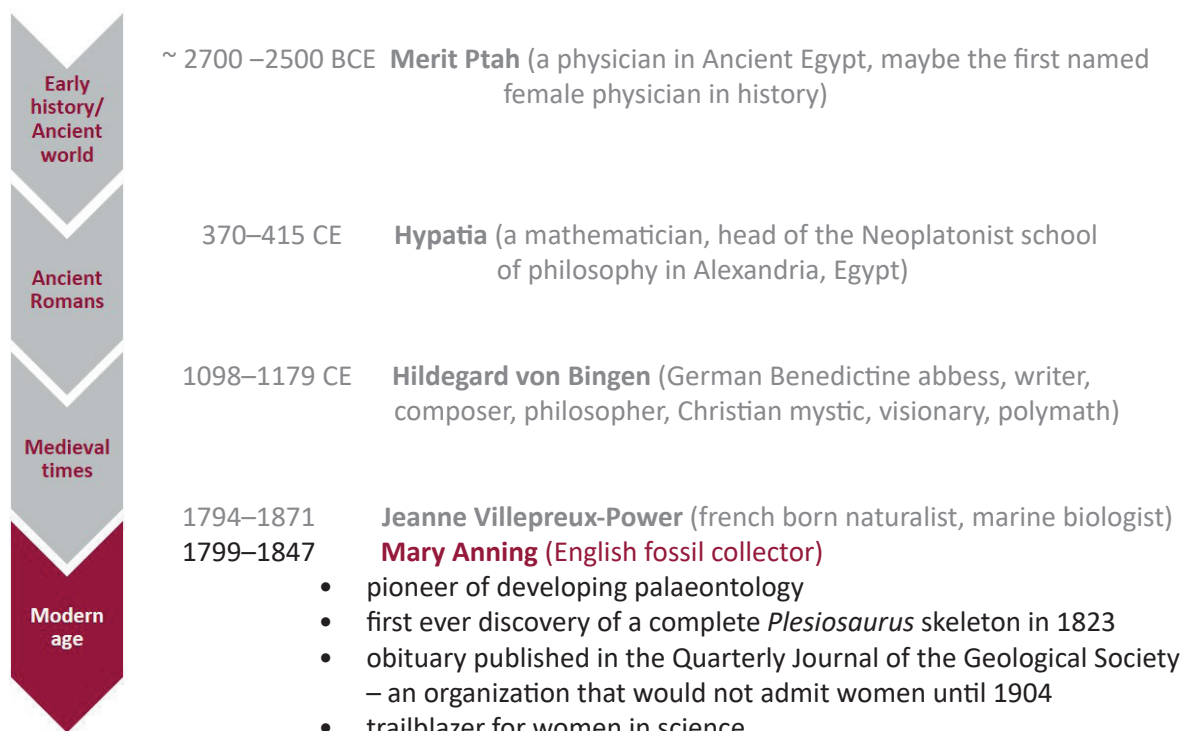 Early
history/
Ancient
world
~ 2700 –2500 BCE Merit Ptah (a physician in Ancient Egypt, maybe the first named
female physician in history)
Ancient
Romans
370–415 CE Hypatia (a mathematician, head of the Neoplatonist school
of philosophy in Alexandria, Egypt)
Medieval
times
1098–1179 CE Hildegard von Bingen (German Benedictine abbess, writer,
composer, philosopher, Christian mystic, visionary, polymath)
Modern
age
1794–1871 Jeanne Villepreux-Power (french born naturalist, marine biologist)
1799–1847 Mary Anning (English fossil collector)
• pioneer of developing palaeontology
• first ever discovery of a complete Plesiosaurus skeleton in 1823
• obituary published in the Quarterly Journal of the Geological Society
– an organization that would not admit women until 1904
• trailblazer for women in science